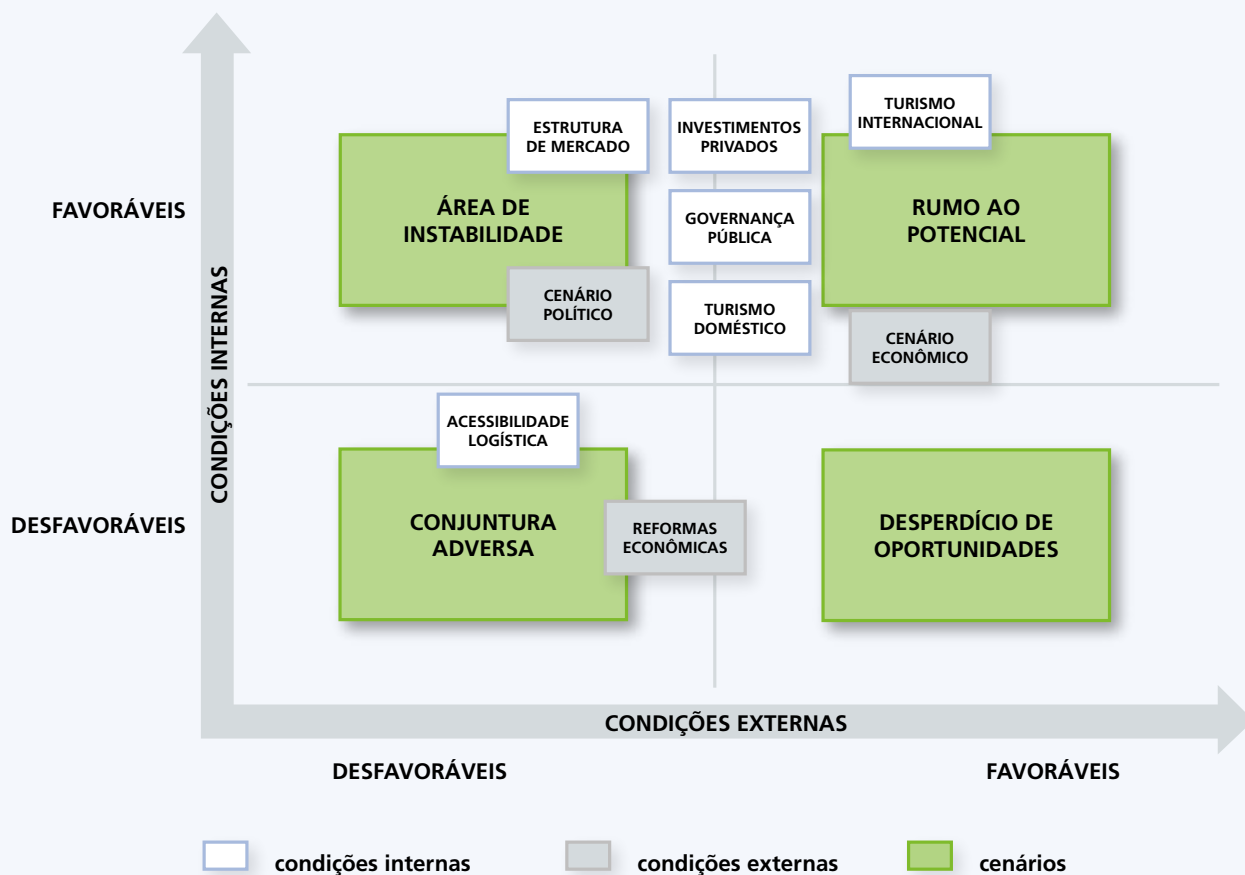 TURISMO
INTERNACIONAL
ESTRUTURA
DE MERCADO
INVESTIMENTOS
PRIVADOS
FAVORÁVEIS
ÁREA DE
INSTABILIDADE
GOVERNANÇA
PÚBLICA
RUMO AO
POTENCIAL
CENÁRIO
POLÍTICO
TURISMO
DOMÉSTICO
CENÁRIO
ECONÔMICO
CONDIÇÕES INTERNAS
ACESSIBILIDADE
LOGÍSTICA
DESFAVORÁVEIS
CONJUNTURA
ADVERSA
REFORMAS
ECONÔMICAS
DESPERDÍCIO DE
OPORTUNIDADES
CONDIÇÕES EXTERNAS
DESFAVORÁVEIS
FAVORÁVEIS
condições internas
condições externas
cenários